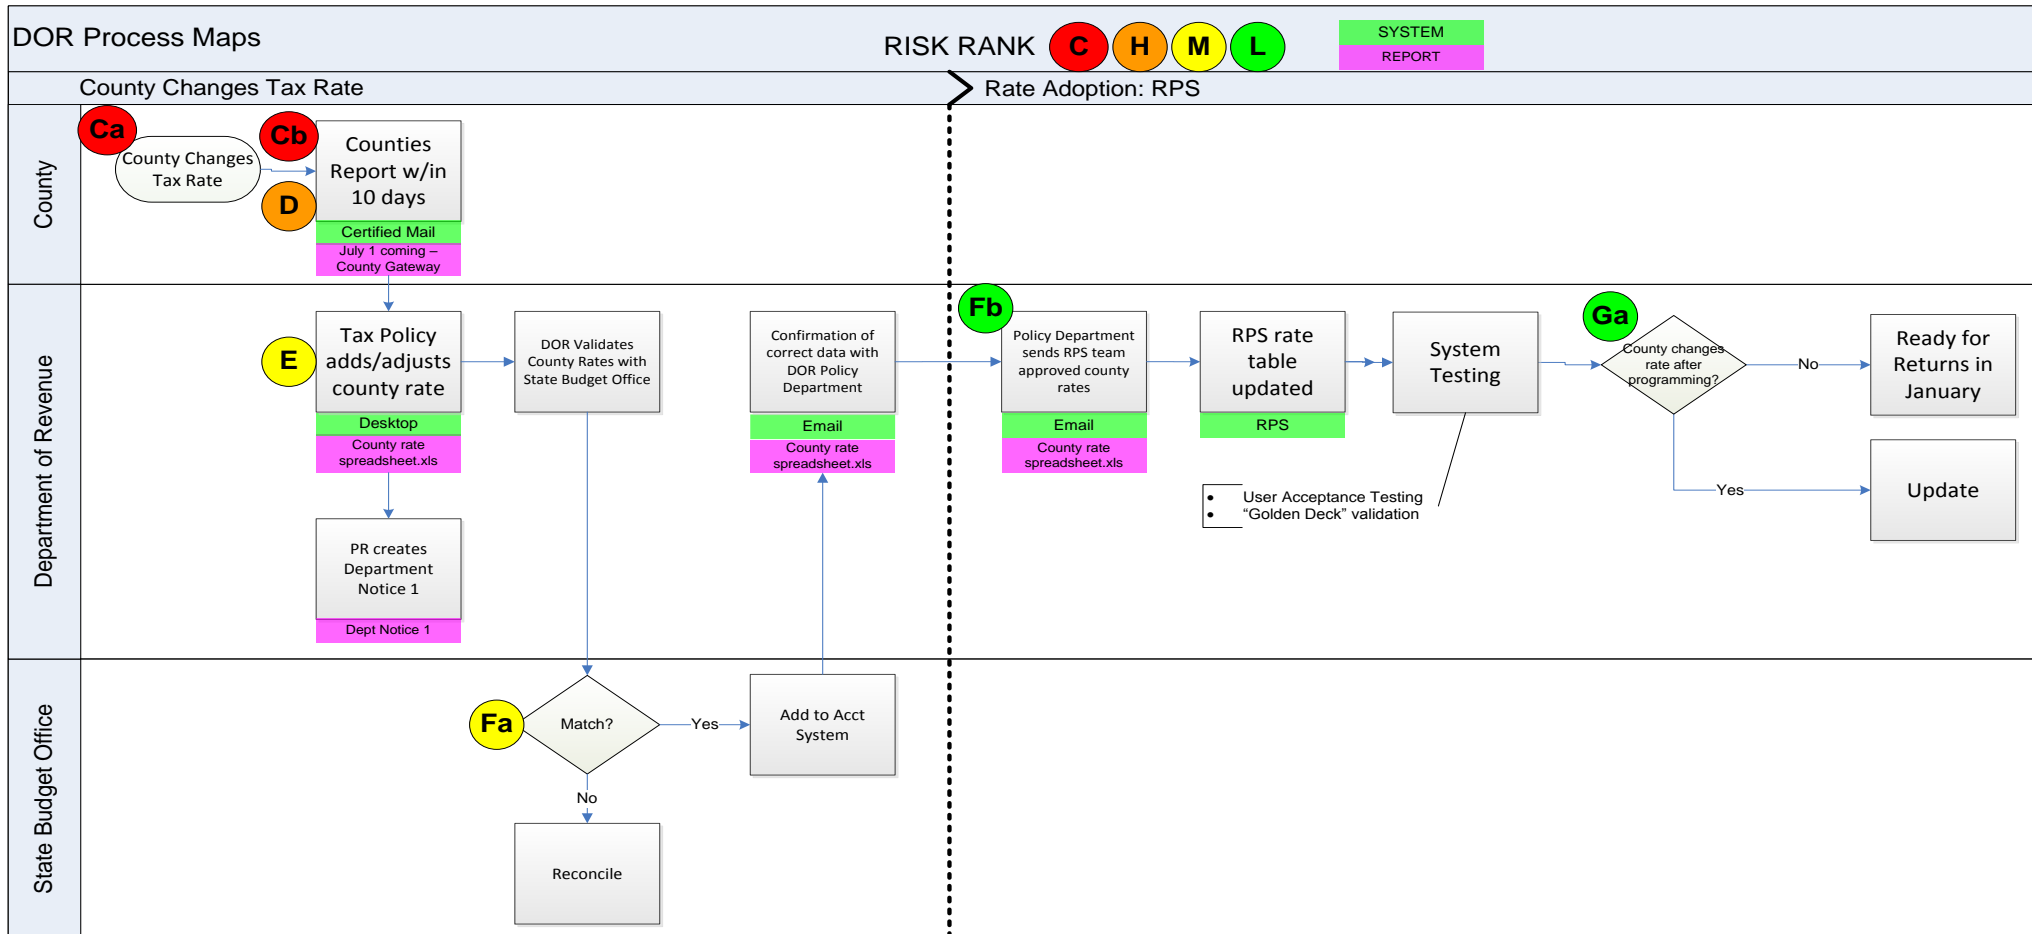 DOR Process Maps
RISK RANK
C
H
M
L
SYSTEM
REPORT
County Changes Tax Rate
Rate Adoption: RPS
County
Ca
County Changes
Tax Rate
Cb
D
Counties
Report w/in
10 days
Certified Mail
July 1 coming –
County Gateway
Department of Revenue
E
Tax Policy
adds/adjusts
county rate
Desktop
County rate
spreadsheet.xls
PR creates
Department
Notice 1
Dept Notice 1
DOR Validates
County Rates with
State Budget Office
Confirmation of
correct data with
DOR Policy
Department
Email
County rate
spreadsheet.xls
Fb
Policy Department
sends RPS team
approved county
rates
Email
County rate
spreadsheet.xls
RPS rate
table
updated
RPS
System
Testing
• User Acceptance Testing
• “Golden Deck” validation
Ga
County changes
rate after
programming?
No
Ready for
Returns in
January
Yes
Update
State Budget Office
Fa
Match?
Yes
Add to Acct
System
No
Reconcile